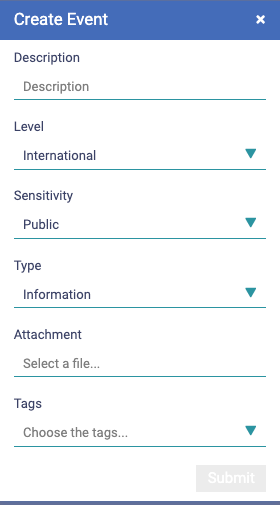 Create Event ×
Description
Description
Level
International
Sensitivity
Public
Type
Information
Attachment
Select a file...
Tags
Choose the tags...
Submit